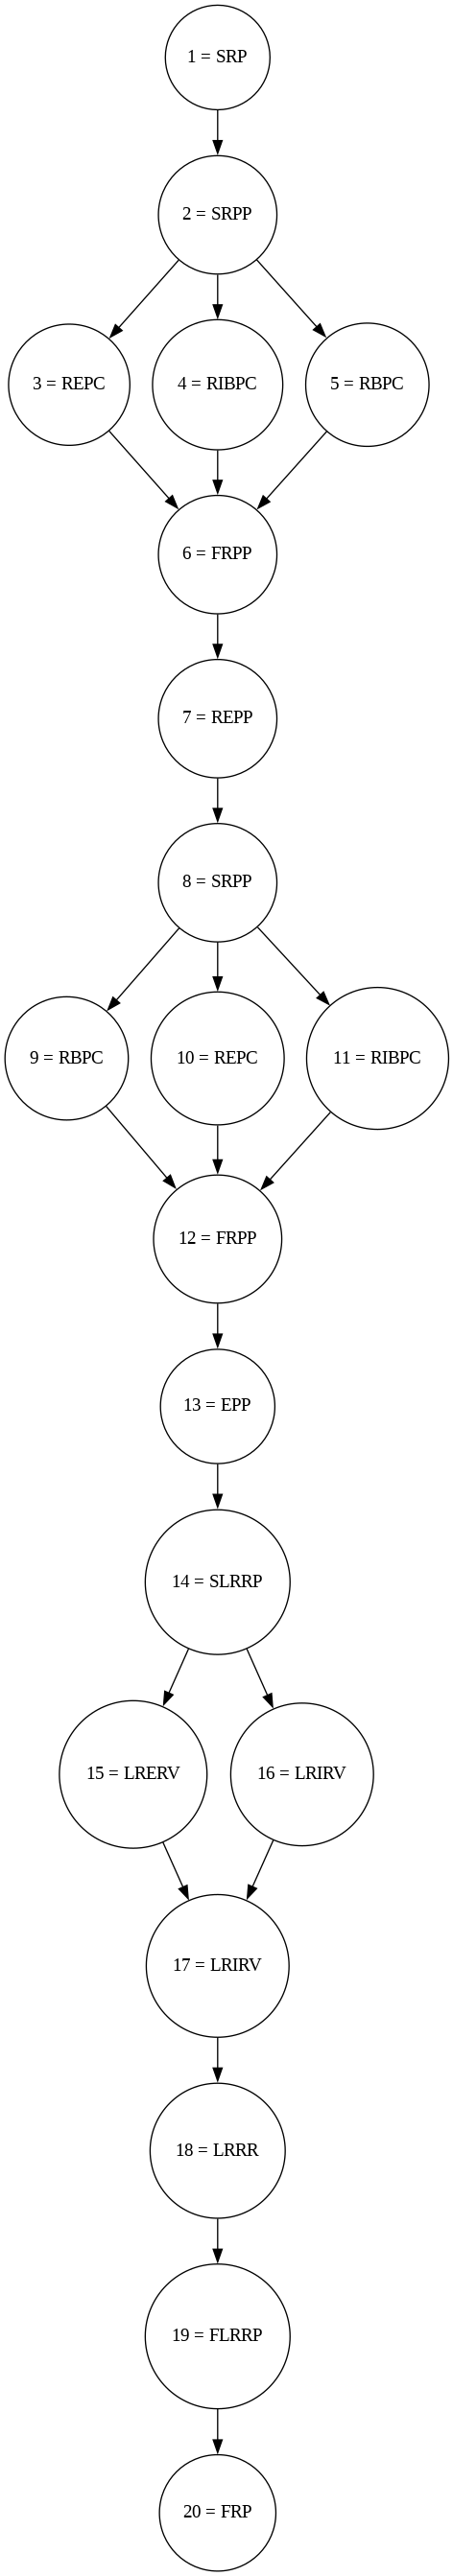 1 = SRP
2 = SRPP
3 = REPC
4 = RIBPC
5 = RBPC
6 = FRPP
7 = REPP
8 = SRPP
9 = RBPC
10 = REPC
11 = RIBPC
12 = FRPP
13 = EPP
14 = SLRRP
15 = LRERV
16 = LRIRV
17 = LRIRV
18 = LRRR
19 = FLRRP
20 = FRP